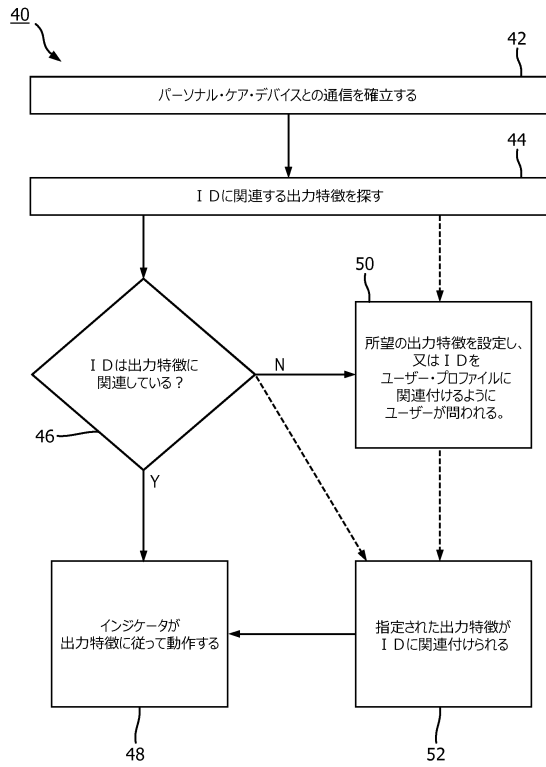 40
42
パーソナル・ケア・デバイスとの通信を確立する
44
ＩＤに関連する出力特徴を探す
50
所望の出力特徴を設定し、
又はＩＤを
ユーザー・プロファイルに
関連付けるように
ユーザーが問われる。
ＩＤは出力特徴に
関連している？
N
46
Y
インジケータが
出力特徴に従って動作する
指定された出力特徴が
ＩＤに関連付けられる
48
52